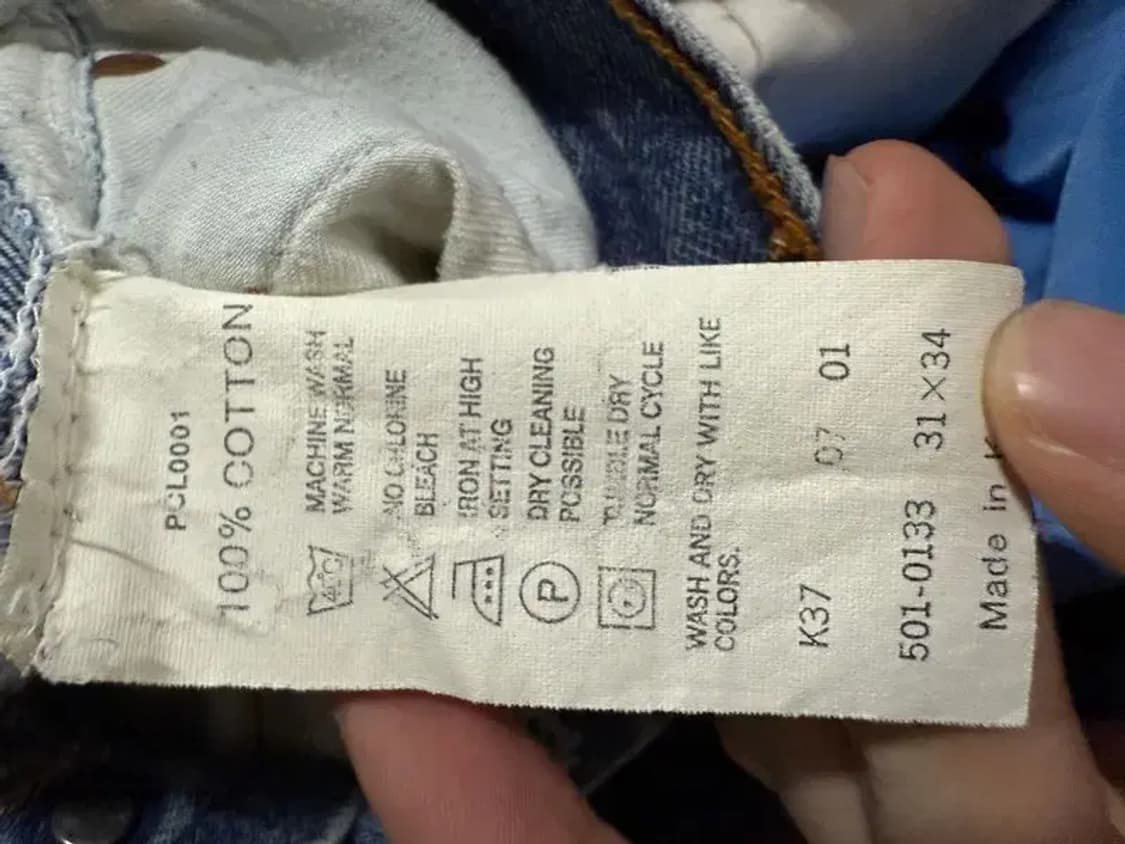 PCL0001
100% COTTON
MACHINE WASH
WARM NORMAL
NO CHLORINE
BLEACH
IRON AT HIGH
SETTING
P
DRY CLEANING
POSSIBLE
TUMBLE DRY
NORMAL CYCLE
WASH AND DRY WITH LIKE
COLORS.
K37 07 01
501-0133 31×34
Made in